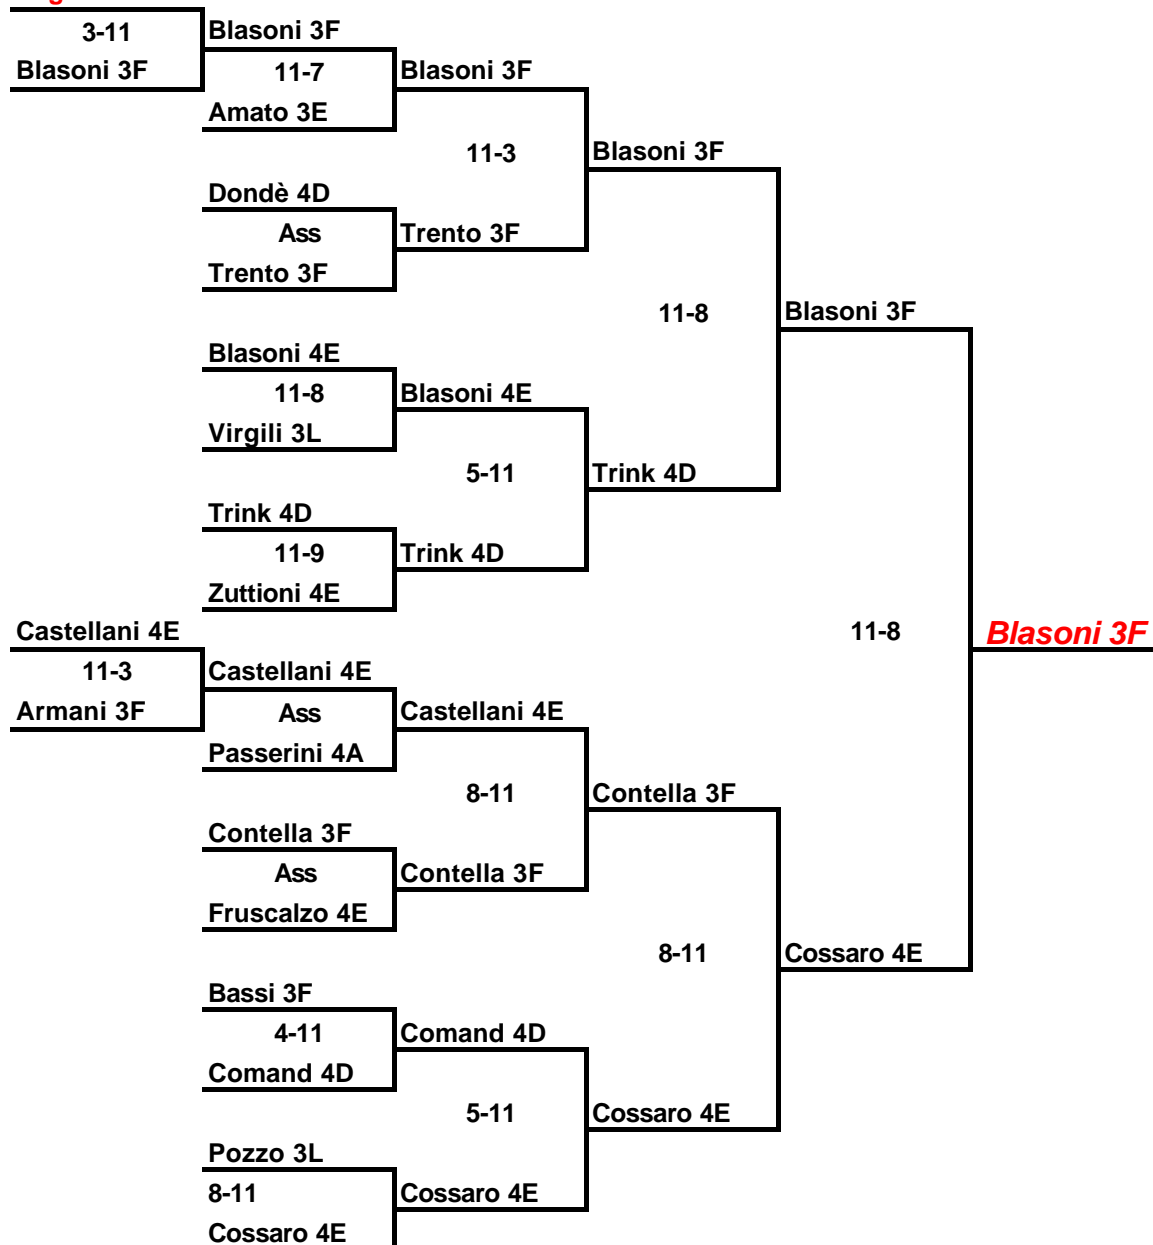 3-11
Blasoni 3F
Blasoni 3F
11-7
Amato 3E
Blasoni 3F
11-3
Blasoni 3F
Dondè 4D
Ass
Trento 3F
Trento 3F
11-8
Blasoni 3F
Blasoni 4E
11-8
Virgili 3L
Blasoni 4E
5-11
Trink 4D
Trink 4D
11-9
Zuttioni 4E
Trink 4D
11-8
Blasoni 3F
Castellani 4E
11-3
Armani 3F
Castellani 4E
Ass
Passerini 4A
Castellani 4E
8-11
Contella 3F
Contella 3F
Ass
Fruscalzo 4E
Contella 3F
8-11
Cossaro 4E
Bassi 3F
4-11
Comand 4D
Comand 4D
5-11
Cossaro 4E
Pozzo 3L
8-11
Cossaro 4E
Cossaro 4E